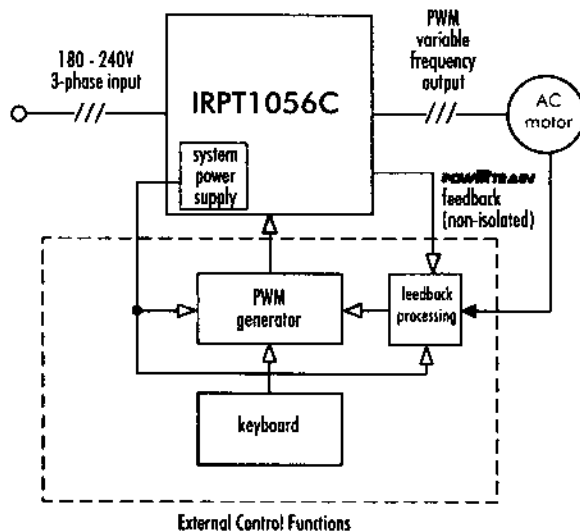 180 - 240V
3-phase input
IRPT1056C
system
power
supply
PWM
variable
frequency
output
AC
motor
POWIRTRAIN
feedback
(non-isolated)
PWM
generator
feedback
processing
keyboard
External Control Functions